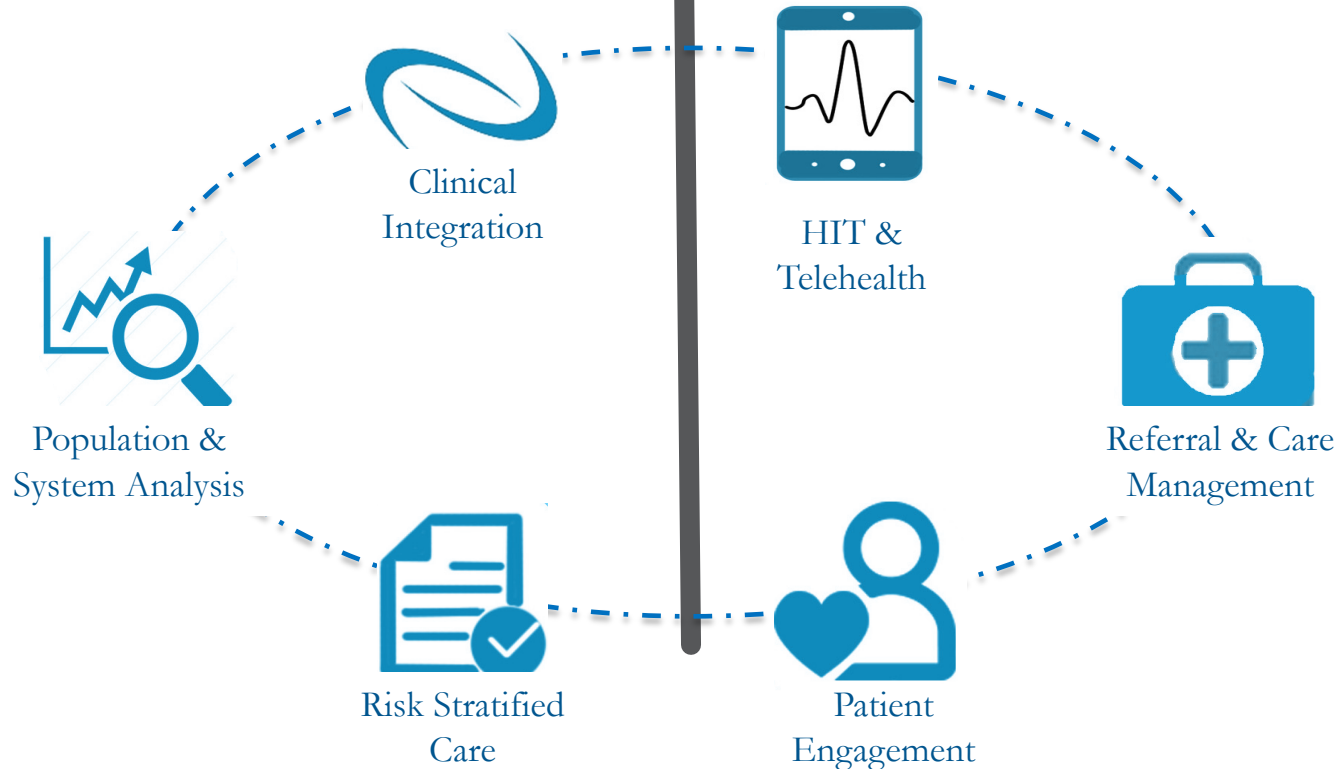 Clinical
Integration
HIT &
Telehealth
Population &
System Analysis
Referral & Care
Management
Risk Stratified
Care
Patient
Engagement